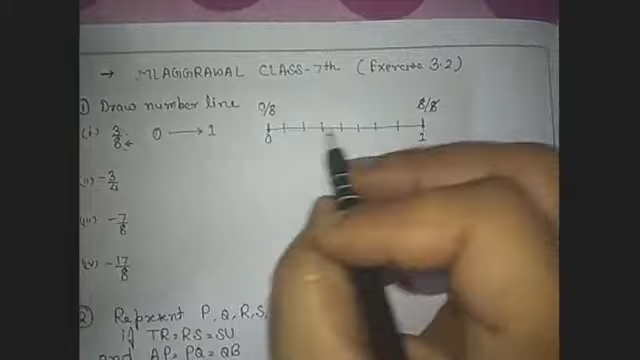 → MLAGGRAWAL CLASS-7th (Exercise 3.2)
① Draw number line
0/8 8/8
(i) 3/8 0 → 1
0 1
(ii) -3/4
(iii) -7/8
(iv) -17/8
② Represent P, Q, R, S,
if TR=RS=SU
and AP=PQ=QB